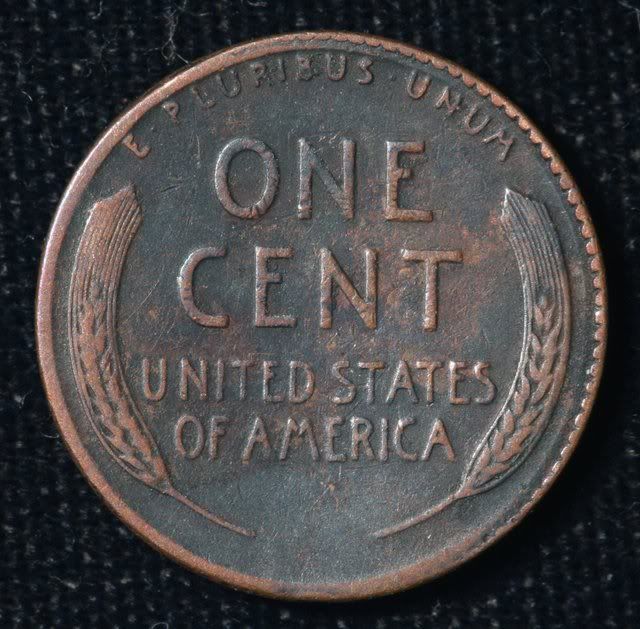 E · PLURIBUS · UNUM
ONE
CENT
UNITED STATES
OF AMERICA